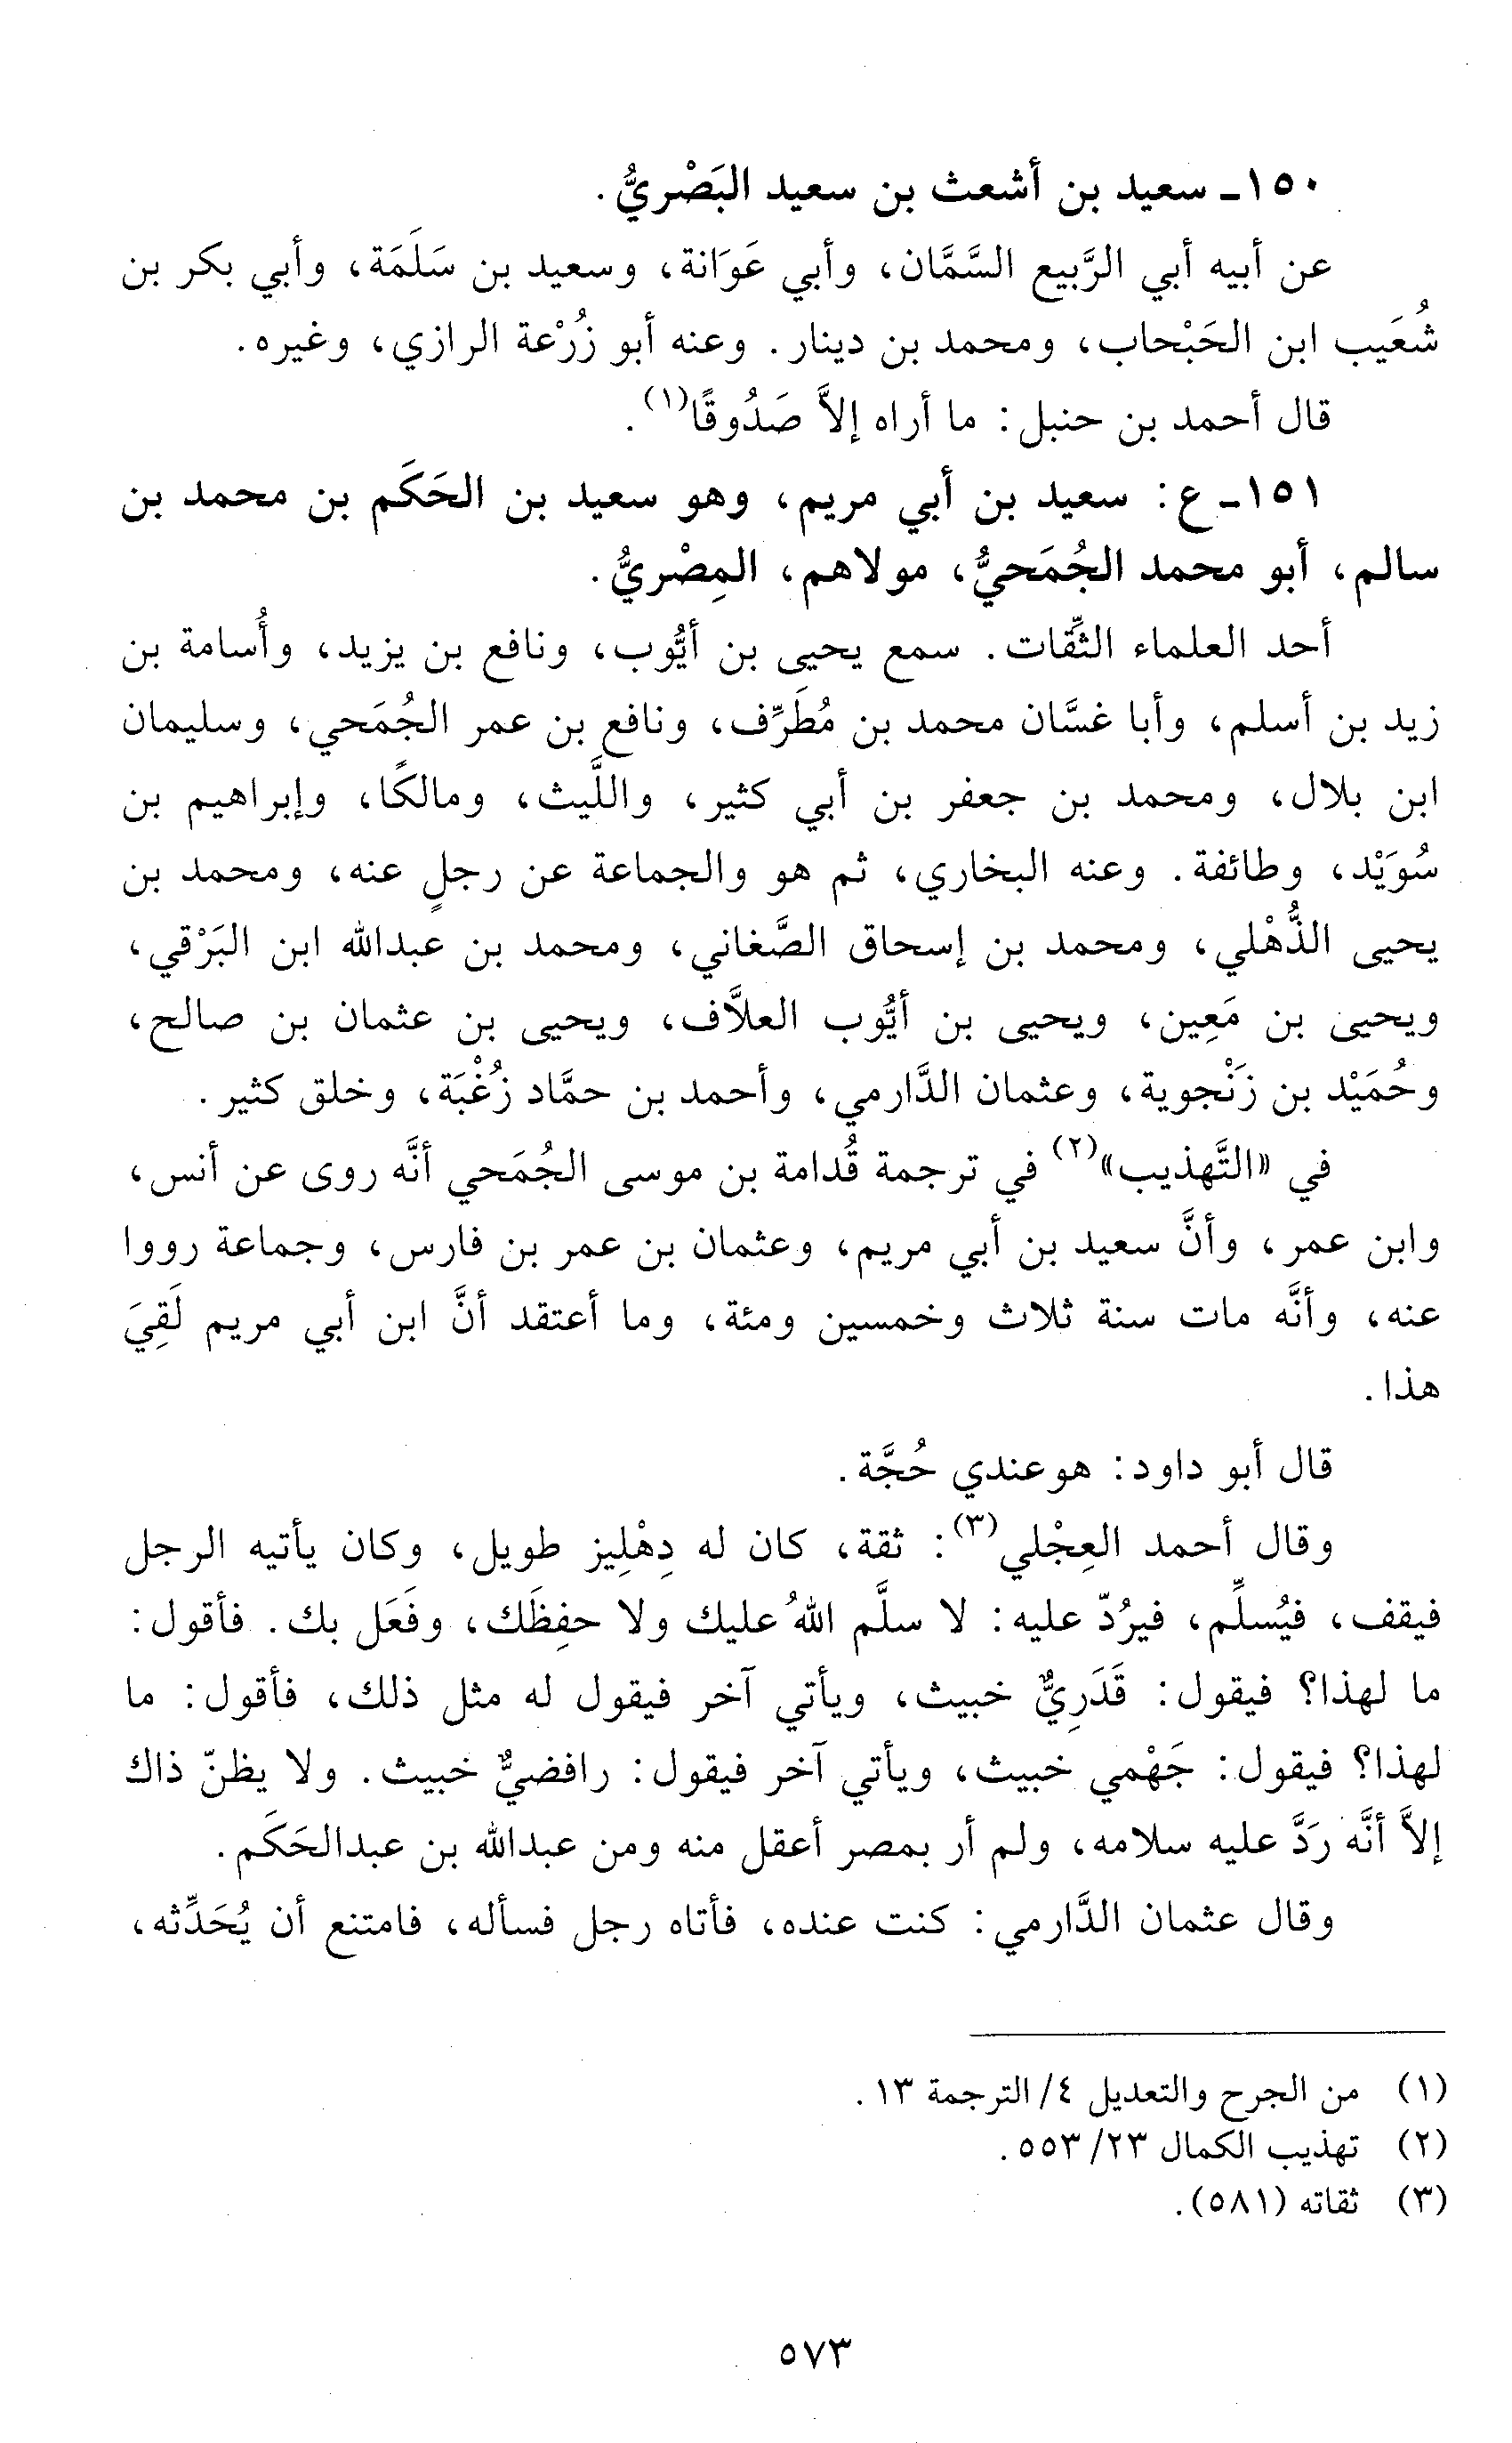 ١٥٠ـ سعيد بن أشعث بن سعيد البَصْريُّ.
عن أبيه أبي الرَّبيع السَّمَّان، وأبي عَوَانة، وسعيد بن سَلَمَة، وأبي بكر بن
شُعَيب ابن الحَبْحاب، ومحمد بن دينار. وعنه أبو زُرْعة الرازي، وغيره.
قال أحمد بن حنبل: ما أراه إلاَّ صَدُوقًا(١).
١٥١ـ ع: سعيد بن أبي مريم، وهو سعيد بن الحَكَم بن محمد بن
سالم، أبو محمد الجُمَحيُّ، مولاهم، المِصْريُّ.
أحد العلماء الثِّقات. سمع يحيى بن أيُّوب، ونافع بن يزيد، وأُسامة بن
زيد بن أسلم، وأبا غسَّان محمد بن مُطَرِّف، ونافع بن عمر الجُمَحي، وسليمان
ابن بلال، ومحمد بن جعفر بن أبي كثير، واللَّيث، ومالكًا، وإبراهيم بن
سُوَيْد، وطائفة. وعنه البخاري، ثم هو والجماعة عن رجلٍ عنه، ومحمد بن
يحيى الذُّهْلي، ومحمد بن إسحاق الصَّغاني، ومحمد بن عبدالله ابن البَرْقي،
ويحيى بن مَعِين، ويحيى بن أيُّوب العلاَّف، ويحيى بن عثمان بن صالح،
وحُمَيْد بن زَنْجوية، وعثمان الدَّارمي، وأحمد بن حمَّاد زُغْبَة، وخلق كثير.
في «التَّهذيب»(٢) في ترجمة قُدامة بن موسى الجُمَحي أنَّه روى عن أنس،
وابن عمر، وأنَّ سعيد بن أبي مريم، وعثمان بن عمر بن فارس، وجماعة رووا
عنه، وأنَّه مات سنة ثلاث وخمسين ومئة، وما أعتقد أنَّ ابن أبي مريم لَقِيَ
هذا.
قال أبو داود: هو عندي حُجَّة.
وقال أحمد العِجْلي(٣): ثقة، كان له دِهْلِيز طويل، وكان يأتيه الرجل
فيقف، فيُسلِّم، فيرُدّ عليه: لا سلَّم اللهُ عليك ولا حفِظَك، وفعَل بك. فأقول:
ما لهذا؟ فيقول: قَدَرِيٌّ خبيث، ويأتي آخر فيقول له مثل ذلك، فأقول: ما
لهذا؟ فيقول: جَهْمي خبيث، ويأتي آخر فيقول: رافضيٌّ خبيث. ولا يظنّ ذاك
إلاَّ أنَّه رَدَّ عليه سلامه، ولم أر بمصر أعقل منه ومن عبدالله بن عبدالحَكَم.
وقال عثمان الدَّارمي: كنت عنده، فأتاه رجل فسأله، فامتنع أن يُحَدِّثه،
(١) من الجرح والتعديل ٤/ الترجمة ١٣.
(٢) تهذيب الكمال ٢٣/ ٥٥٣.
(٣) ثقاته (٥٨١).
٥٧٣